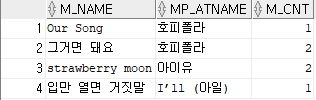 M_NAME MP_ATNAME M_CNT
1 Our Song 호피폴라 1
2 그거면 돼요 호피폴라 2
3 strawberry moon 아이유 2
4 입만 열면 거짓말 I'll (아일) 1